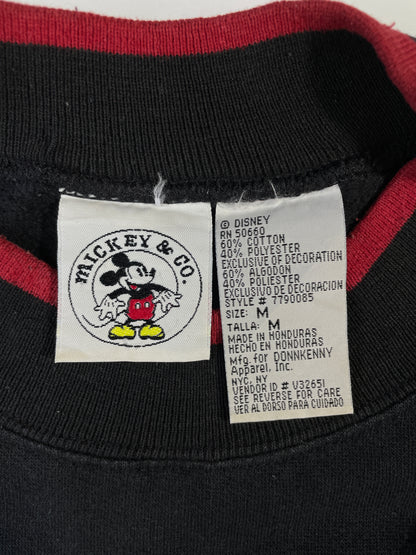 MICKEY & CO.
© DISNEY
RN 50660
60% COTTON
40% POLYESTER
EXCLUSIVE OF DECORATION
60% ALGODON
40% POLIESTER
EXCLUSIVO DE DECORACION
STYLE # 7790085
SIZE: M
TALLA: M
MADE IN HONDURAS
HECHO EN HONDURAS
Mfg. for DONNKENNY
Apparel, Inc.
NYC, NY
VENDOR ID # V32651
SEE REVERSE FOR CARE
VER AL DORSO PARA CUIDADO